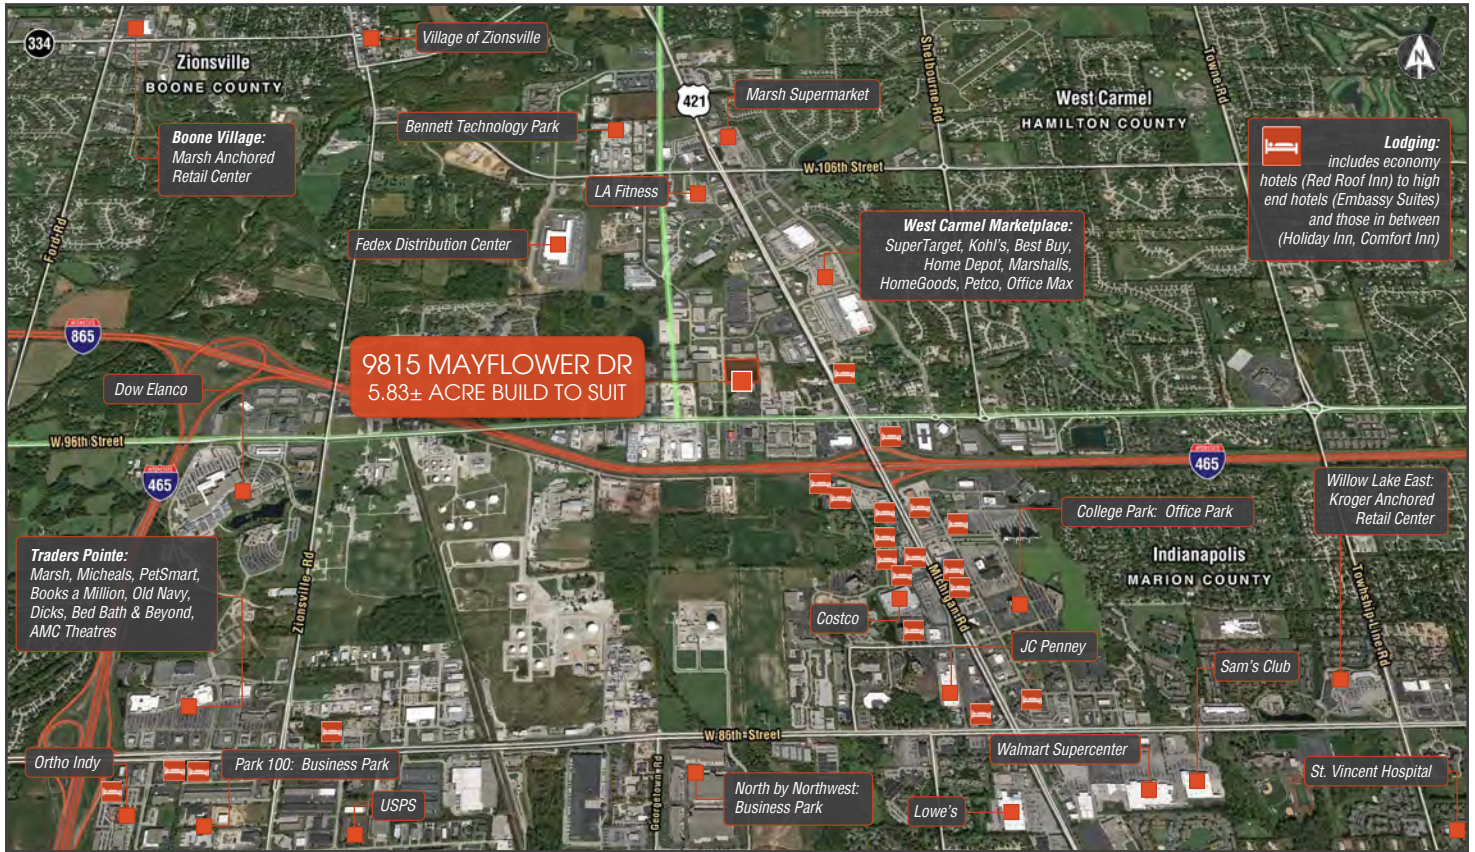 334
Zionsville
BOONE COUNTY
Village of Zionsville
421
Marsh Supermarket
Shelbourne Rd
West Carmel
HAMILTON COUNTY
Towne Rd
N
Boone Village:
Marsh Anchored
Retail Center
Bennett Technology Park
W 106th Street
Lodging:
includes economy
hotels (Red Roof Inn) to high
end hotels (Embassy Suites)
and those in between
(Holiday Inn, Comfort Inn)
LA Fitness
Ford Rd
Fedex Distribution Center
West Carmel Marketplace:
SuperTarget, Kohl's, Best Buy,
Home Depot, Marshalls,
HomeGoods, Petco, Office Max
INTERSTATE
865
9815 MAYFLOWER DR
5.83± ACRE BUILD TO SUIT
Dow Elanco
W 96th Street
INTERSTATE
465
INTERSTATE
465
Willow Lake East:
Kroger Anchored
Retail Center
College Park: Office Park
Indianapolis
MARION COUNTY
Traders Pointe:
Marsh, Micheals, PetSmart,
Books a Million, Old Navy,
Dicks, Bed Bath & Beyond,
AMC Theatres
Zionsville Rd
Michigan Rd
Township Line Rd
Costco
JC Penney
Sam's Club
W 86th Street
Ortho Indy
Park 100: Business Park
USPS
Georgetown Rd
North by Northwest:
Business Park
Walmart Supercenter
Lowe's
St. Vincent Hospital